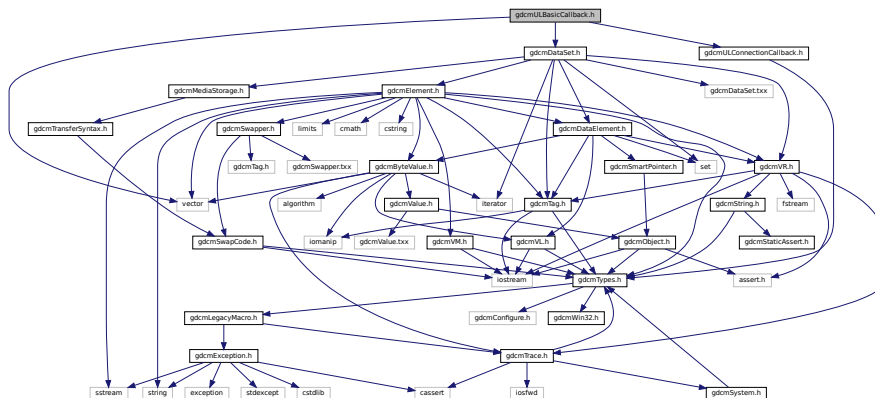 gdcmULBasicCallback.h
gdcmDataSet.h
gdcmULConnectionCallback.h
gdcmMediaStorage.h
gdcmElement.h
gdcmDataSet.txx
gdcmTransferSyntax.h
gdcmSwapper.h
limits
cmath
cstring
gdcmDataElement.h
gdcmTag.h
gdcmSwapper.txx
gdcmByteValue.h
gdcmSmartPointer.h
set
gdcmVR.h
vector
algorithm
gdcmValue.h
iterator
gdcmTag.h
gdcmString.h
fstream
gdcmSwapCode.h
iomanip
gdcmValue.txx
gdcmVM.h
gdcmVL.h
gdcmObject.h
gdcmStaticAssert.h
iostream
gdcmTypes.h
assert.h
gdcmLegacyMacro.h
gdcmConfigure.h
gdcmWin32.h
gdcmException.h
gdcmTrace.h
sstream
string
exception
stdexcept
cstdlib
cassert
iosfwd
gdcmSystem.h